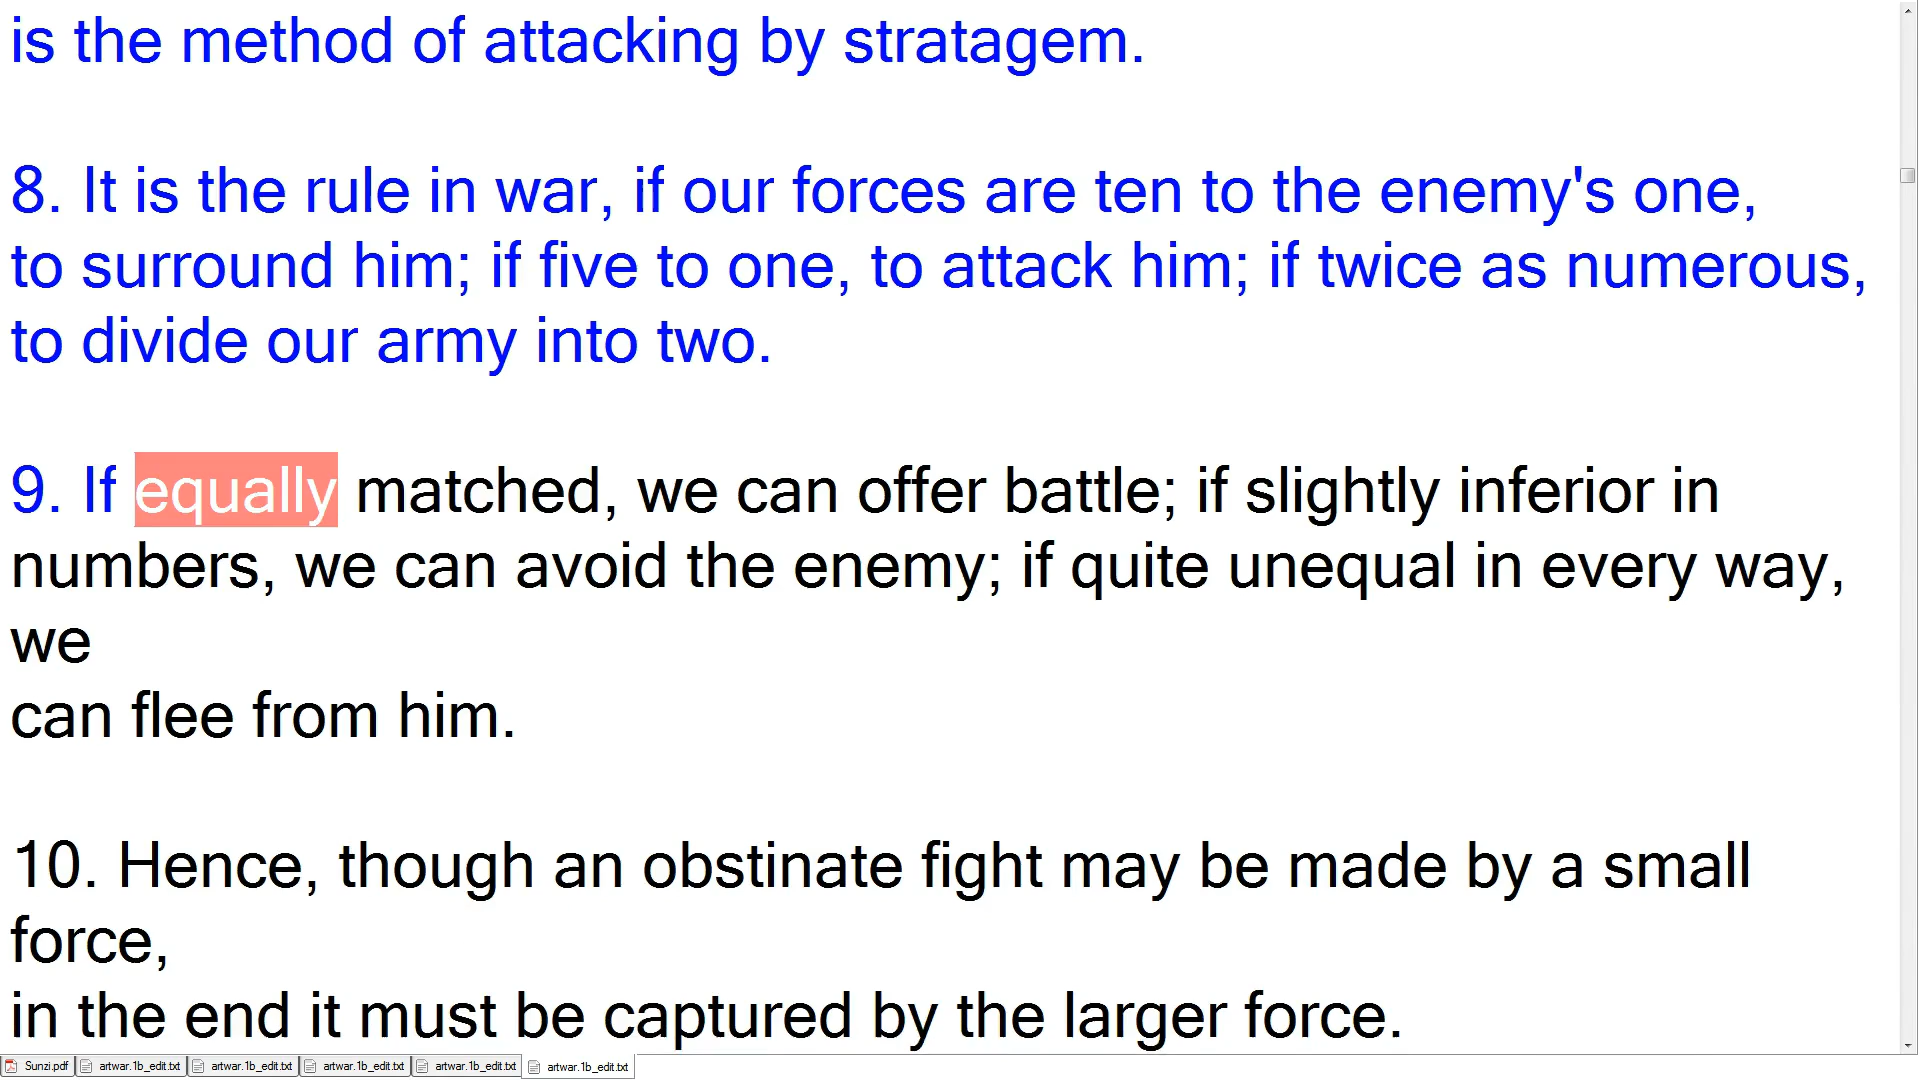 is the method of attacking by stratagem.
8. It is the rule in war, if our forces are ten to the enemy's one,
to surround him; if five to one, to attack him; if twice as numerous,
to divide our army into two.
9. If equally matched, we can offer battle; if slightly inferior in
numbers, we can avoid the enemy; if quite unequal in every way,
we
can flee from him.
10. Hence, though an obstinate fight may be made by a small
force,
in the end it must be captured by the larger force.
Sunzi.pdf artwar.1b_edit.txt artwar.1b_edit.txt artwar.1b_edit.txt artwar.1b_edit.txt artwar.1b_edit.txt